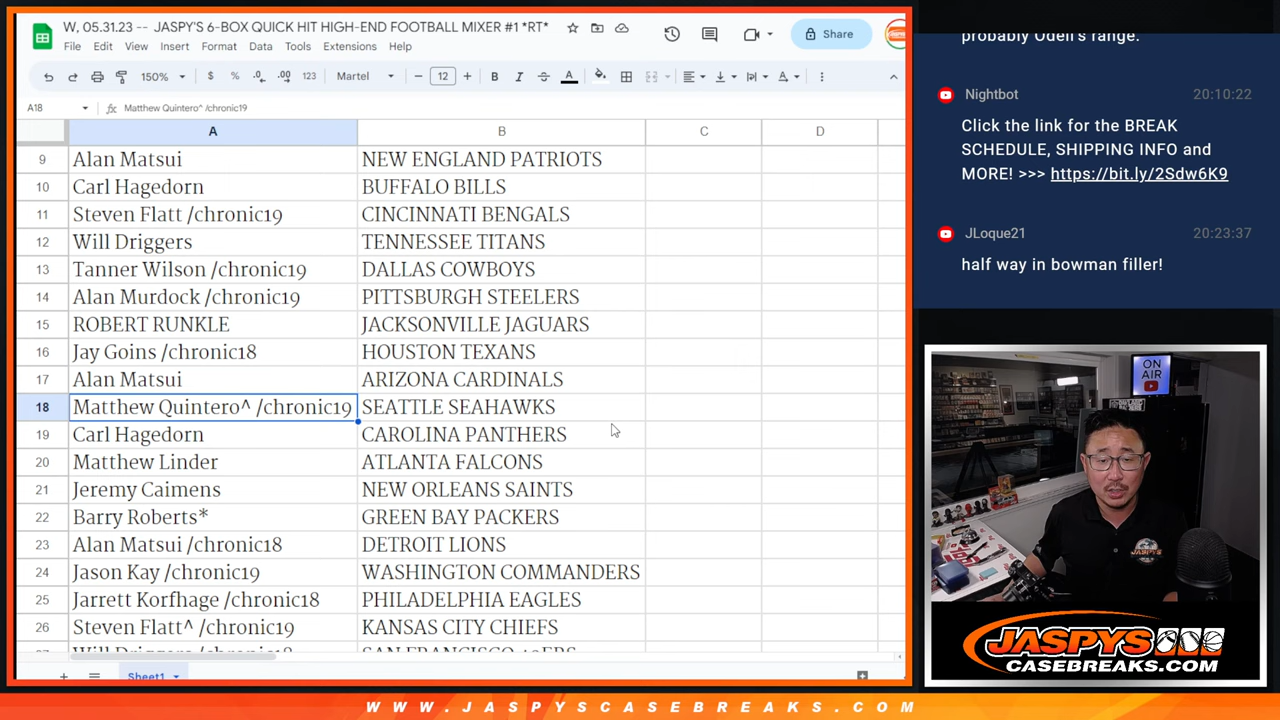 W, 05.31.23 -- JASPY'S 6-BOX QUICK HIT HIGH-END FOOTBALL MIXER #1 *RT*
File Edit View Insert Format Data Tools Extensions Help
Share
150% $ % .0 .00 123 Martel 12 B I A
A18 fx Matthew Quintero^ /chronic19
A B C D
9 Alan Matsui NEW ENGLAND PATRIOTS
10 Carl Hagedorn BUFFALO BILLS
11 Steven Flatt /chronic19 CINCINNATI BENGALS
12 Will Driggers TENNESSEE TITANS
13 Tanner Wilson /chronic19 DALLAS COWBOYS
14 Alan Murdock /chronic19 PITTSBURGH STEELERS
15 ROBERT RUNKLE JACKSONVILLE JAGUARS
16 Jay Goins /chronic18 HOUSTON TEXANS
17 Alan Matsui ARIZONA CARDINALS
18 Matthew Quintero^ /chronic19 SEATTLE SEAHAWKS
19 Carl Hagedorn CAROLINA PANTHERS
20 Matthew Linder ATLANTA FALCONS
21 Jeremy Caimens NEW ORLEANS SAINTS
22 Barry Roberts* GREEN BAY PACKERS
23 Alan Matsui /chronic18 DETROIT LIONS
24 Jason Kay /chronic19 WASHINGTON COMMANDERS
25 Jarrett Korfhage /chronic18 PHILADELPHIA EAGLES
26 Steven Flatt^ /chronic19 KANSAS CITY CHIEFS
27 Will Driggers /chronic18 SAN FRANCISCO 49ERS
Sheet1
probably Odell's range.
Nightbot 20:10:22
Click the link for the BREAK
SCHEDULE, SHIPPING INFO and
MORE! >>> https://bit.ly/2Sdw6K9
JLoque21 20:23:37
half way in bowman filler!
ON
AIR
JASPYS
JASPYS
CASEBREAKS.COM
WWW.JASPYSCASEBREAKS.COM